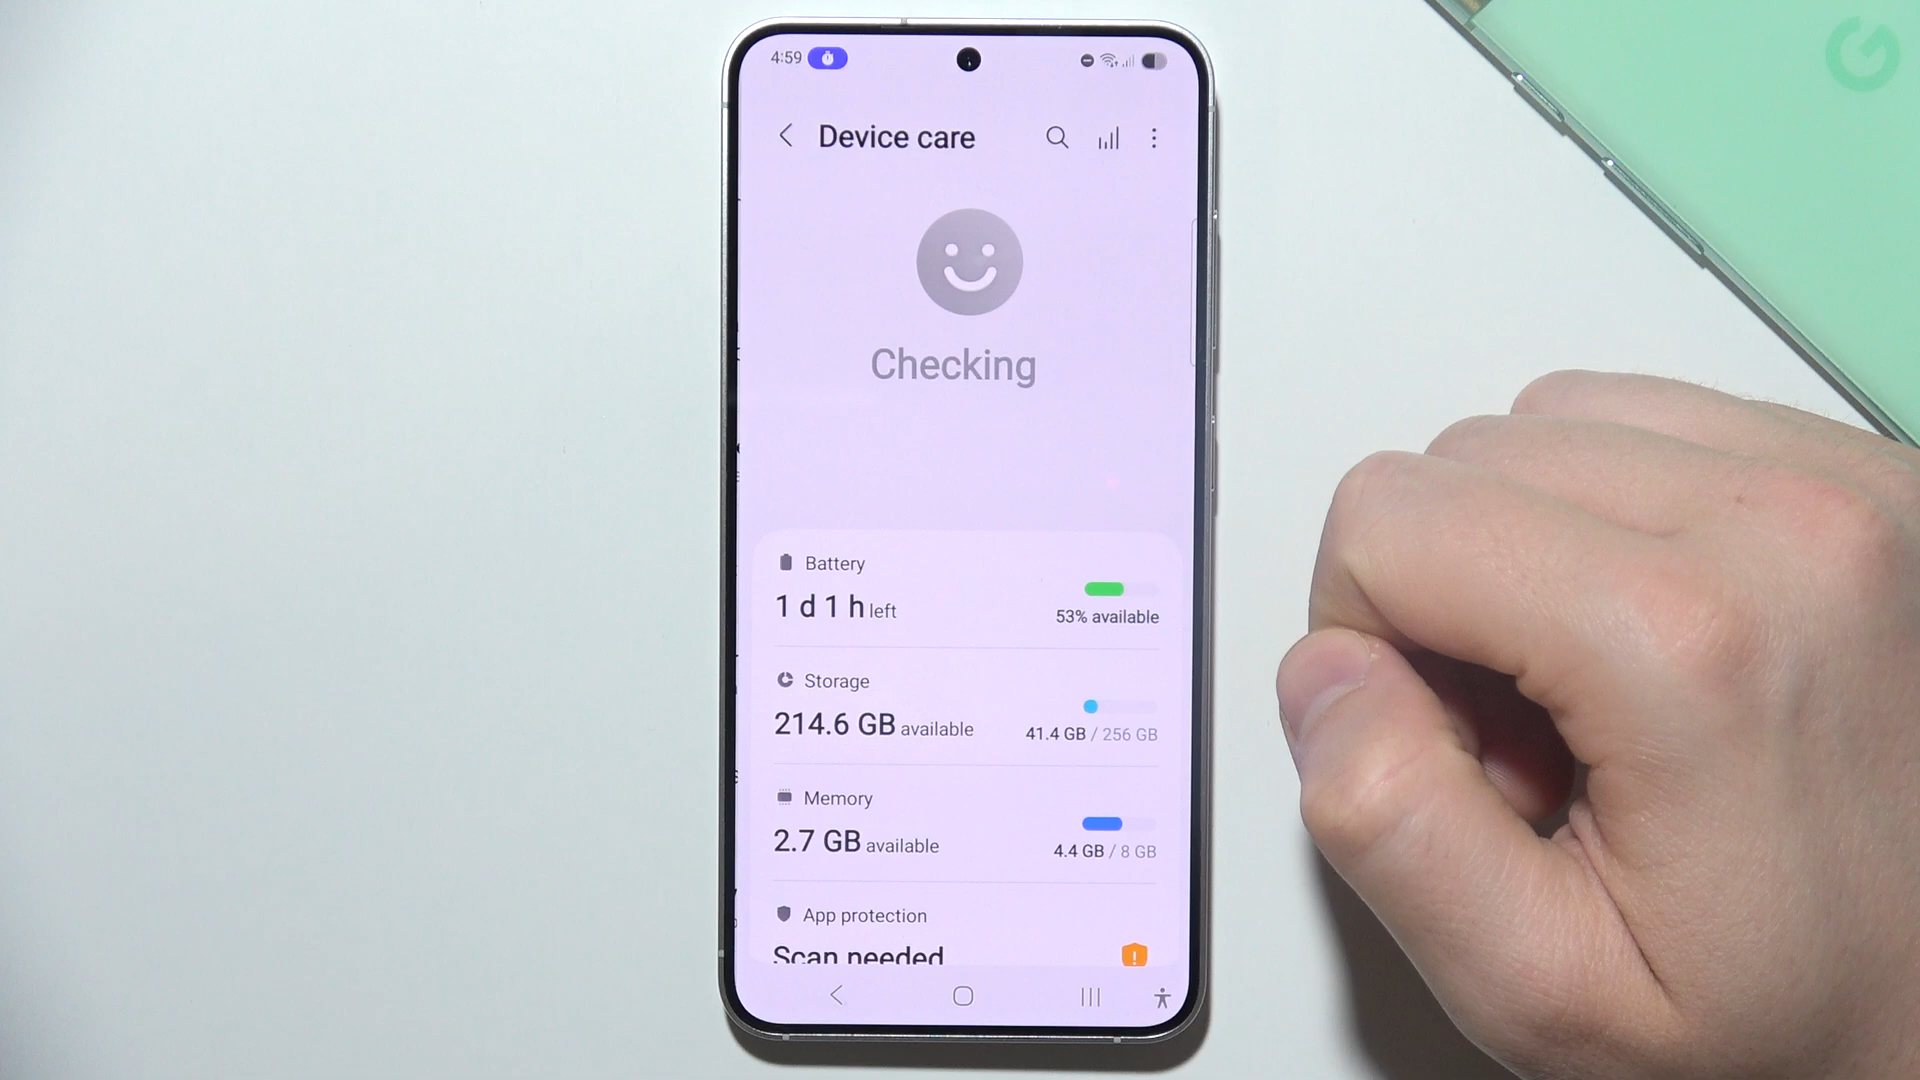 4:59
Device care
Checking
Battery
1 d 1 h left
53% available
Storage
214.6 GB available
41.4 GB / 256 GB
Memory
2.7 GB available
4.4 GB / 8 GB
App protection
Scan needed